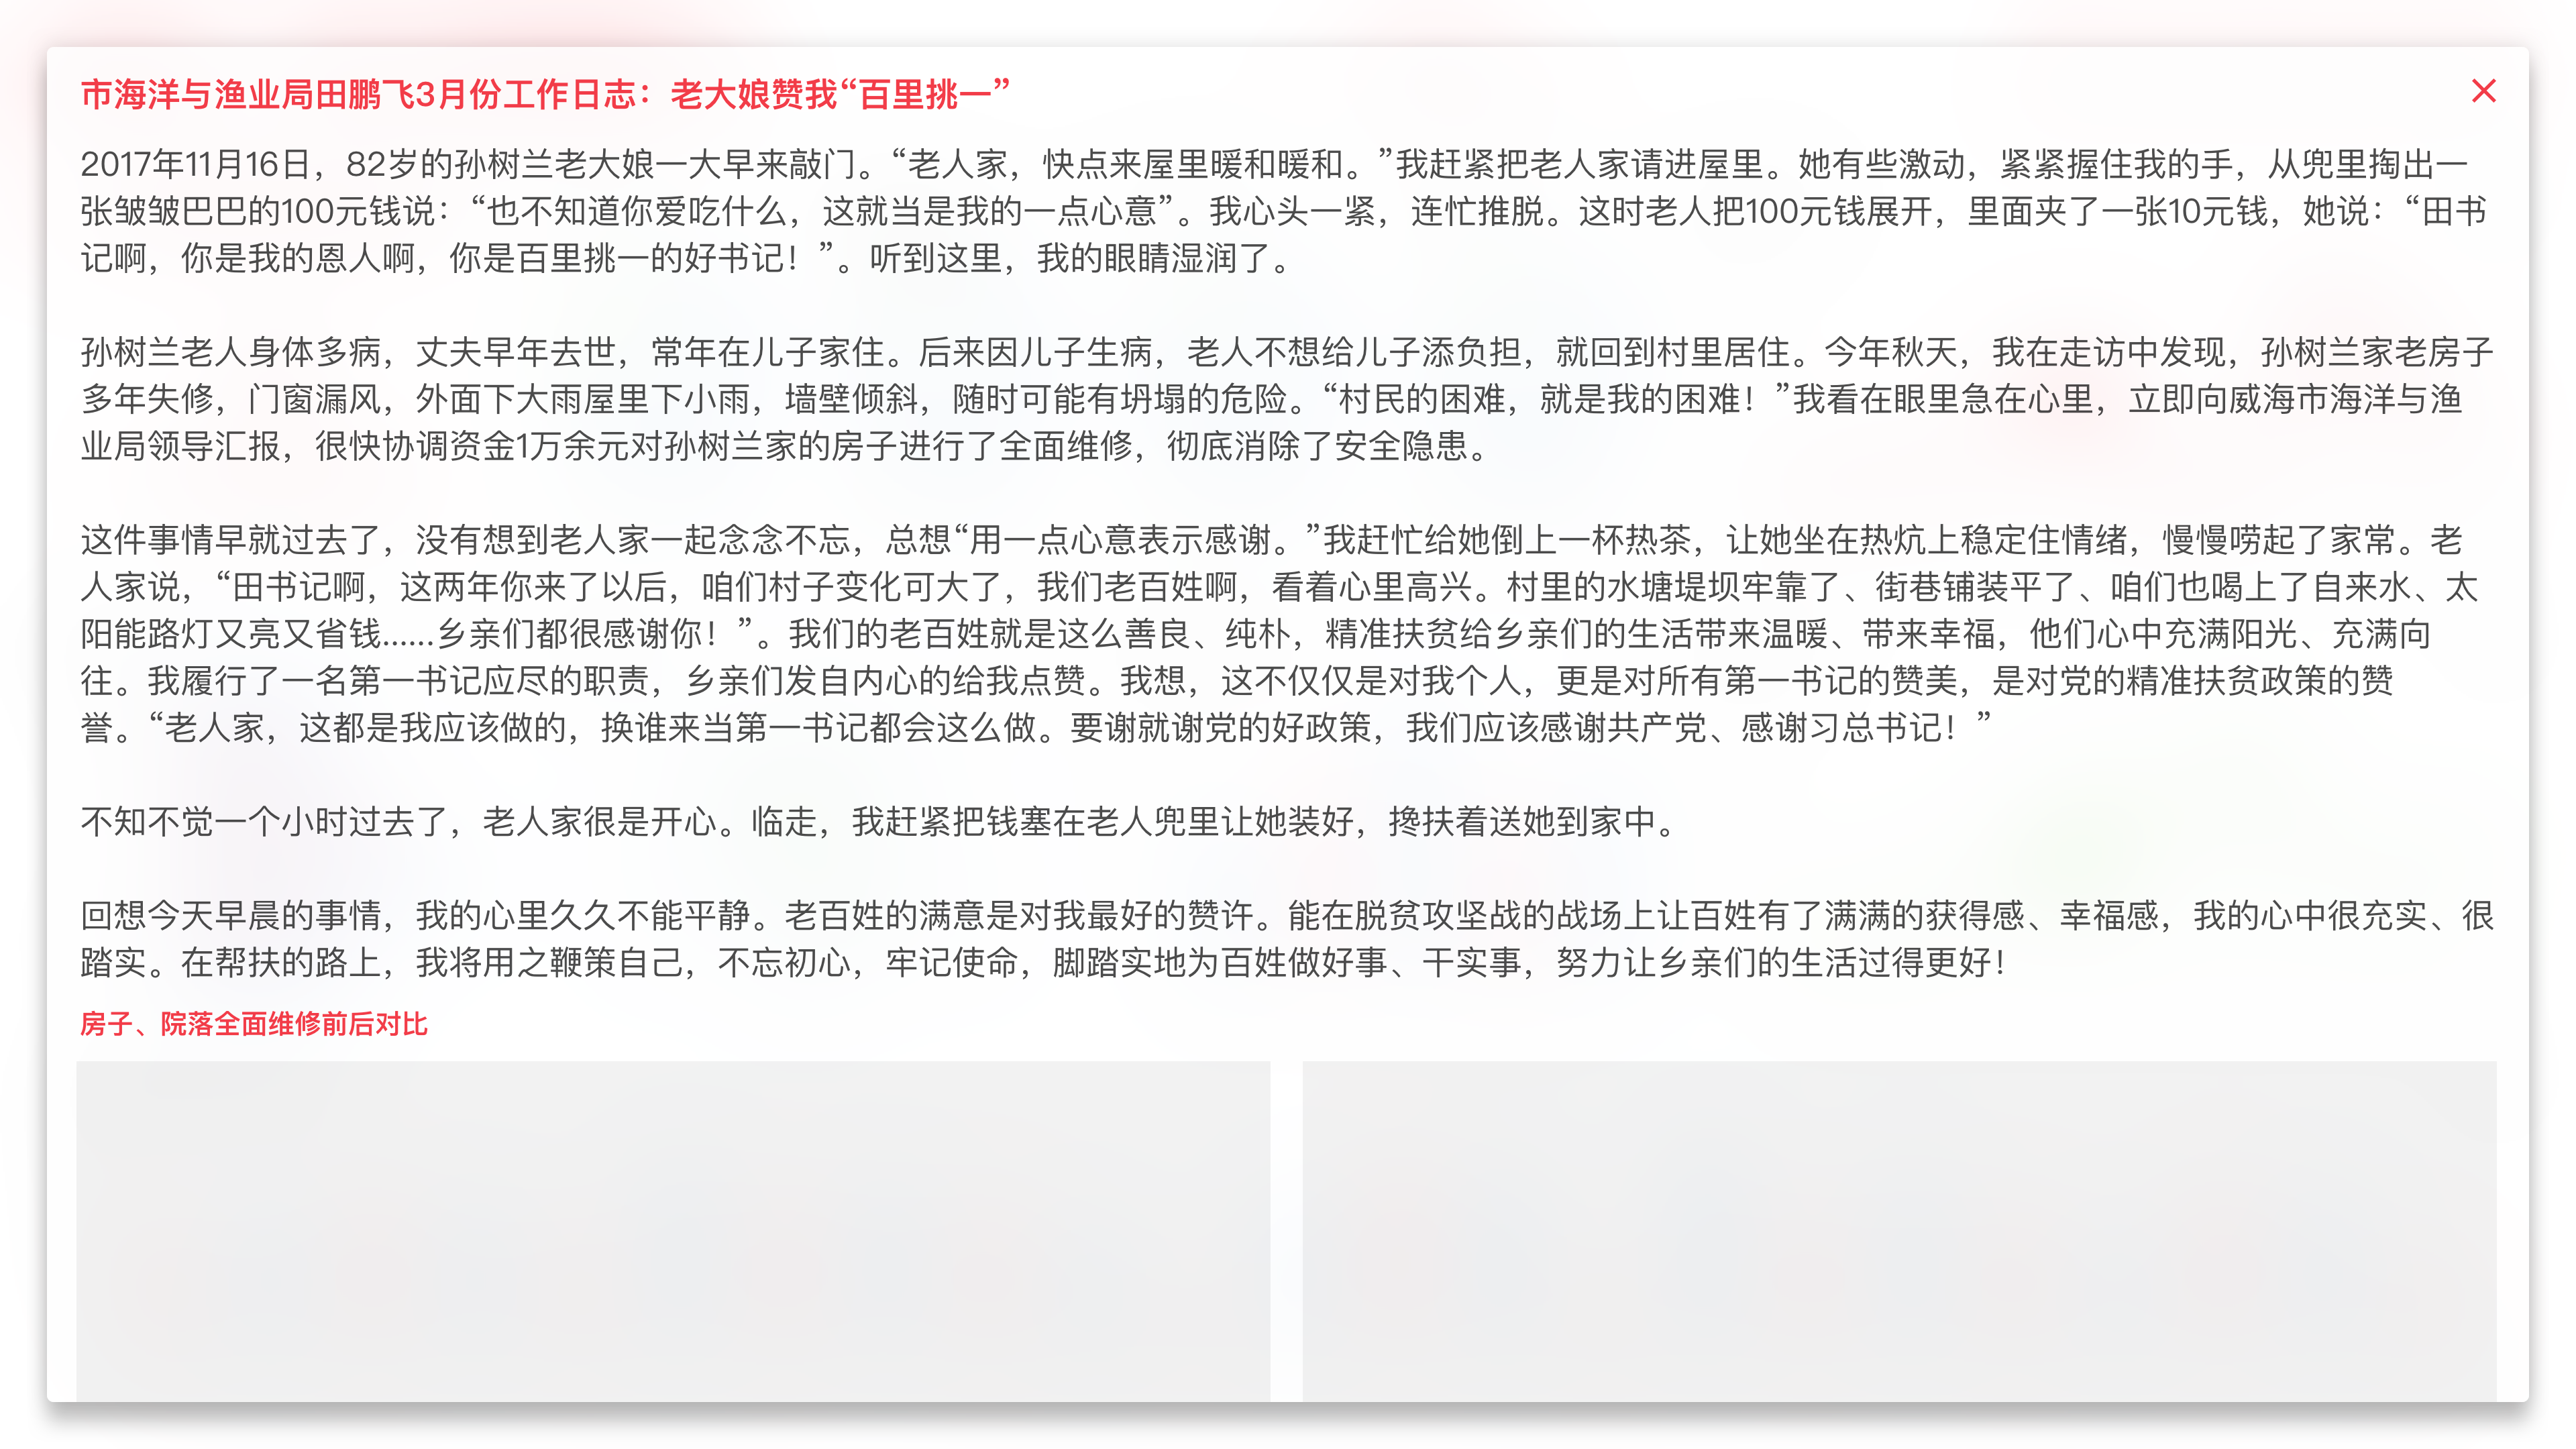 市海洋与渔业局田鹏飞3月份工作日志：老大娘赞我“百里挑一”
2017年11月16日，82岁的孙树兰老大娘一大早来敲门。“老人家，快点来屋里暖和暖和。”我赶紧把老人家请进屋里。她有些激动，紧紧握住我的手，从兜里掏出一
张皱皱巴巴的100元钱说：“也不知道你爱吃什么，这就当是我的一点心意”。我心头一紧，连忙推脱。这时老人把100元钱展开，里面夹了一张10元钱，她说：“田书
记啊，你是我的恩人啊，你是百里挑一的好书记！”。听到这里，我的眼睛湿润了。
孙树兰老人身体多病，丈夫早年去世，常年在儿子家住。后来因儿子生病，老人不想给儿子添负担，就回到村里居住。今年秋天，我在走访中发现，孙树兰家老房子
多年失修，门窗漏风，外面下大雨屋里下小雨，墙壁倾斜，随时可能有坍塌的危险。“村民的困难，就是我的困难！”我看在眼里急在心里，立即向威海市海洋与渔
业局领导汇报，很快协调资金1万余元对孙树兰家的房子进行了全面维修，彻底消除了安全隐患。
这件事情早就过去了，没有想到老人家一起念念不忘，总想“用一点心意表示感谢。”我赶忙给她倒上一杯热茶，让她坐在热炕上稳定住情绪，慢慢唠起了家常。老
人家说，“田书记啊，这两年你来了以后，咱们村子变化可大了，我们老百姓啊，看着心里高兴。村里的水塘堤坝牢靠了、街巷铺装平了、咱们也喝上了自来水、太
阳能路灯又亮又省钱……乡亲们都很感谢你！”。我们的老百姓就是这么善良、纯朴，精准扶贫给乡亲们的生活带来温暖、带来幸福，他们心中充满阳光、充满向
往。我履行了一名第一书记应尽的职责，乡亲们发自内心的给我点赞。我想，这不仅仅是对我个人，更是对所有第一书记的赞美，是对党的精准扶贫政策的赞
誉。“老人家，这都是我应该做的，换谁来当第一书记都会这么做。要谢就谢党的好政策，我们应该感谢共产党、感谢习总书记！”
不知不觉一个小时过去了，老人家很是开心。临走，我赶紧把钱塞在老人兜里让她装好，搀扶着送她到家中。
回想今天早晨的事情，我的心里久久不能平静。老百姓的满意是对我最好的赞许。能在脱贫攻坚战的战场上让百姓有了满满的获得感、幸福感，我的心中很充实、很
踏实。在帮扶的路上，我将用之鞭策自己，不忘初心，牢记使命，脚踏实地为百姓做好事、干实事，努力让乡亲们的生活过得更好！
房子、院落全面维修前后对比